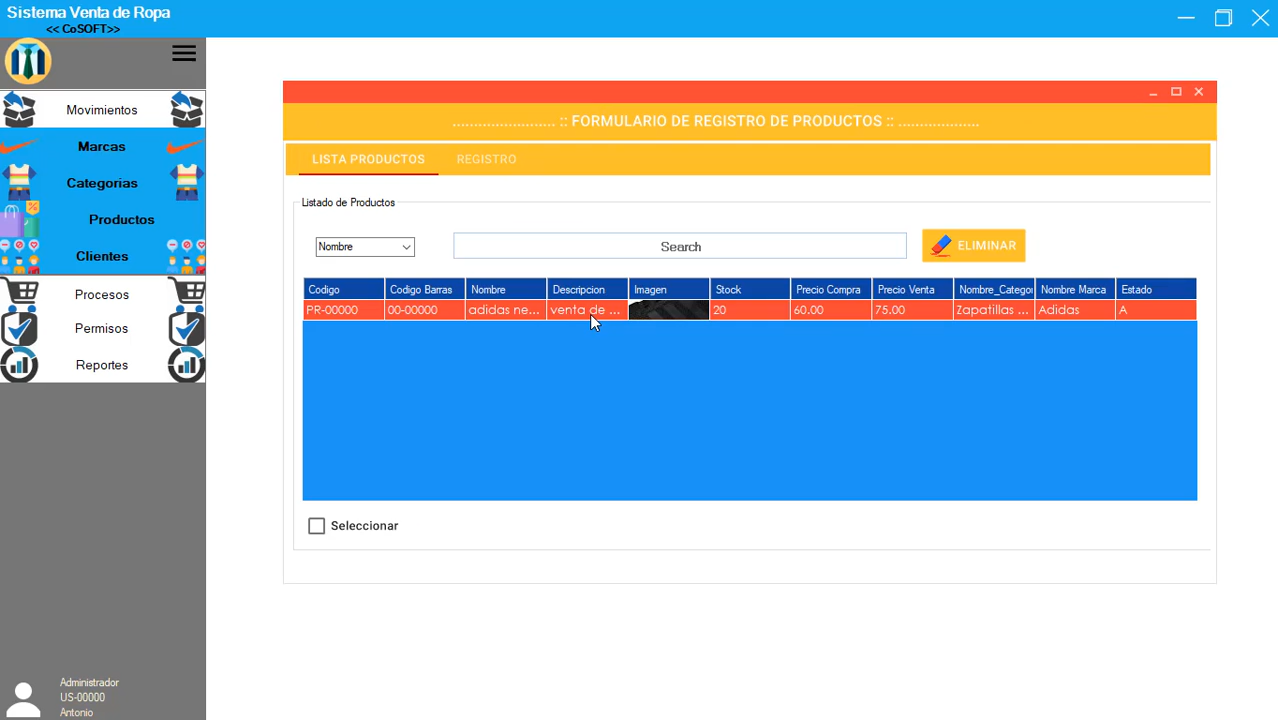 Sistema Venta de Ropa
<< CoSOFT>>
Movimientos
Marcas
Categorias
Productos
Clientes
Procesos
Permisos
Reportes
Administrador
US-00000
Antonio
........................ :: FORMULARIO DE REGISTRO DE PRODUCTOS :: ...................
LISTA PRODUCTOS REGISTRO
Listado de Productos
Nombre Search ELIMINAR
Codigo Codigo Barras Nombre Descripcion Imagen Stock Precio Compra Precio Venta Nombre_Categor Nombre Marca Estado
PR-00000 00-00000 adidas ne... venta de ... 20 60.00 75.00 Zapatillas ... Adidas A
Seleccionar